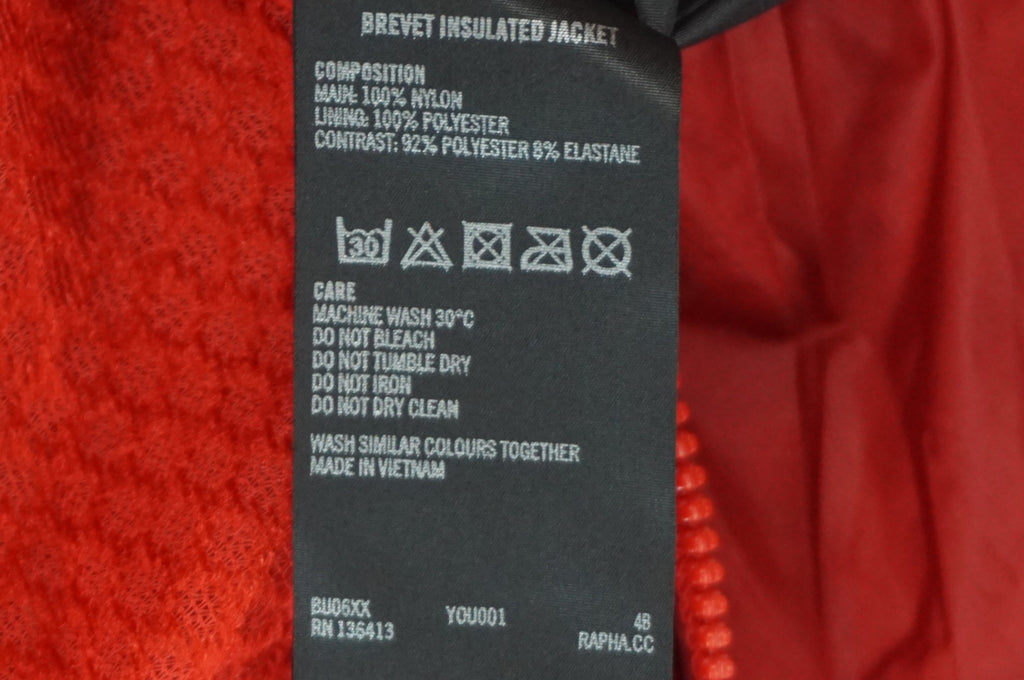 BREVET INSULATED JACKET
COMPOSITION
MAIN: 100% NYLON
LINING: 100% POLYESTER
CONTRAST: 92% POLYESTER 8% ELASTANE
30
CARE
MACHINE WASH 30°C
DO NOT BLEACH
DO NOT TUMBLE DRY
DO NOT IRON
DO NOT DRY CLEAN
WASH SIMILAR COLOURS TOGETHER
MADE IN VIETNAM
BU06XX YOU001 4B
RN 136413 RAPHA.CC